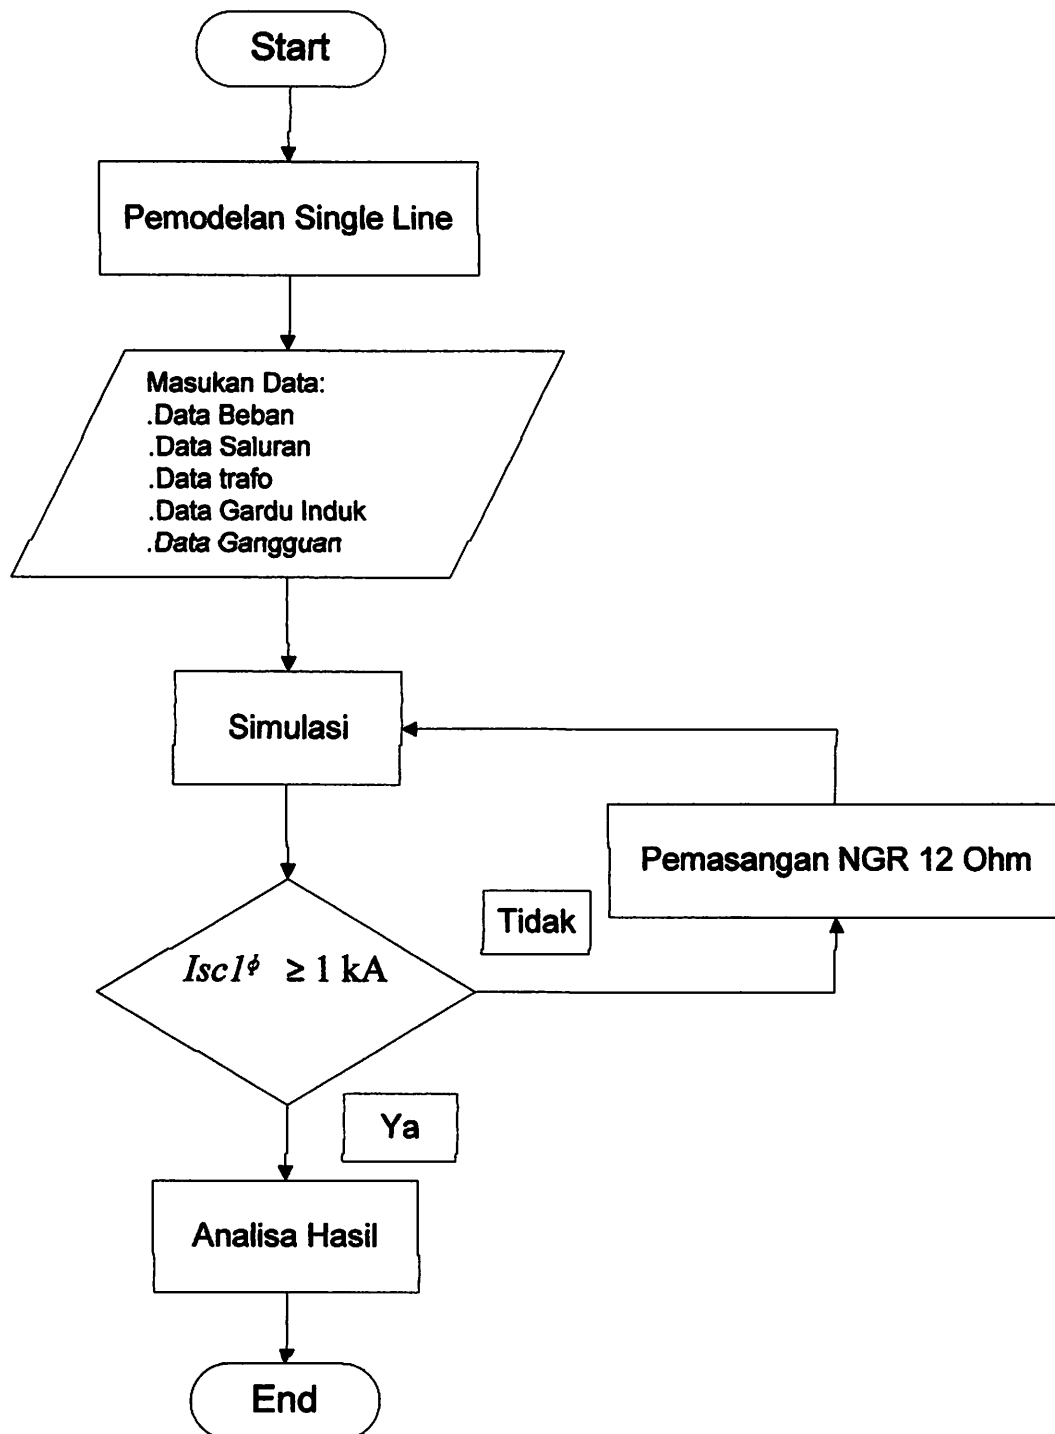 Start
Pemodelan Single Line
Masukan Data:
.Data Beban
.Data Saluran
.Data trafo
.Data Gardu Induk
.Data Gangguan
Simulasi
Pemasangan NGR 12 Ohm
Tidak
Isc1ᶲ ≥ 1 kA
Ya
Analisa Hasil
End